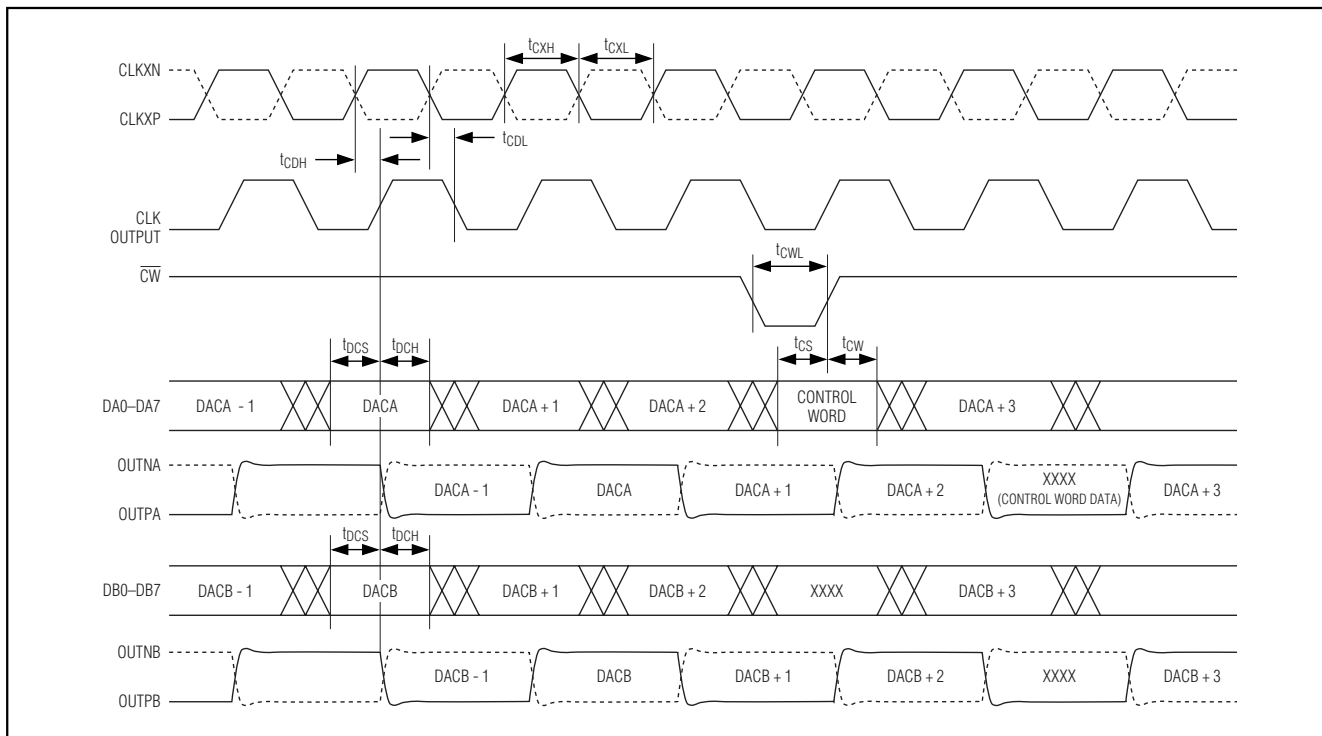 tCXH tCXL
CLKXN
CLKXP
tCDH
tCDL
CLK
OUTPUT
tCWL
CW
tDCS tDCH tCS tCW
DA0–DA7 DACA - 1 DACA DACA + 1 DACA + 2 CONTROL
WORD DACA + 3
OUTNA
OUTPA
DACA - 1 DACA DACA + 1 DACA + 2 XXXX
(CONTROL WORD DATA) DACA + 3
tDCS tDCH
DB0–DB7 DACB - 1 DACB DACB + 1 DACB + 2 XXXX DACB + 3
OUTNB
OUTPB
DACB - 1 DACB DACB + 1 DACB + 2 XXXX DACB + 3